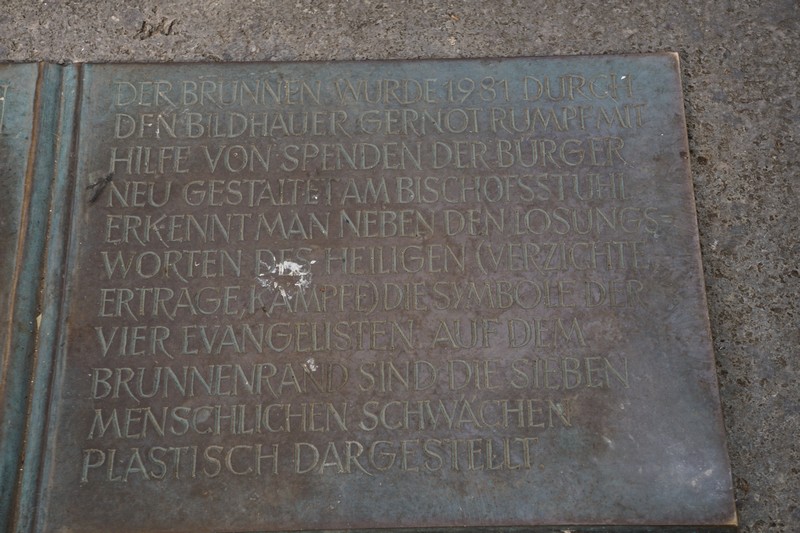 DER BRUNNEN WURDE 1981 DURCH
DEN BILDHAUER GERNOT RUMPF MIT
HILFE VON SPENDEN DER BÜRGER
NEU GESTALTET AM BISCHOFSSTUHL
ERKENNT MAN NEBEN DEN LOSUNGS=
WORTEN DES HEILIGEN (VERZICHTE,
ERTRAGE, KÄMPFE) DIE SYMBOLE DER
VIER EVANGELISTEN. AUF DEM
BRUNNENRAND SIND DIE SIEBEN
MENSCHLICHEN SCHWÄCHEN
PLASTISCH DARGESTELLT.